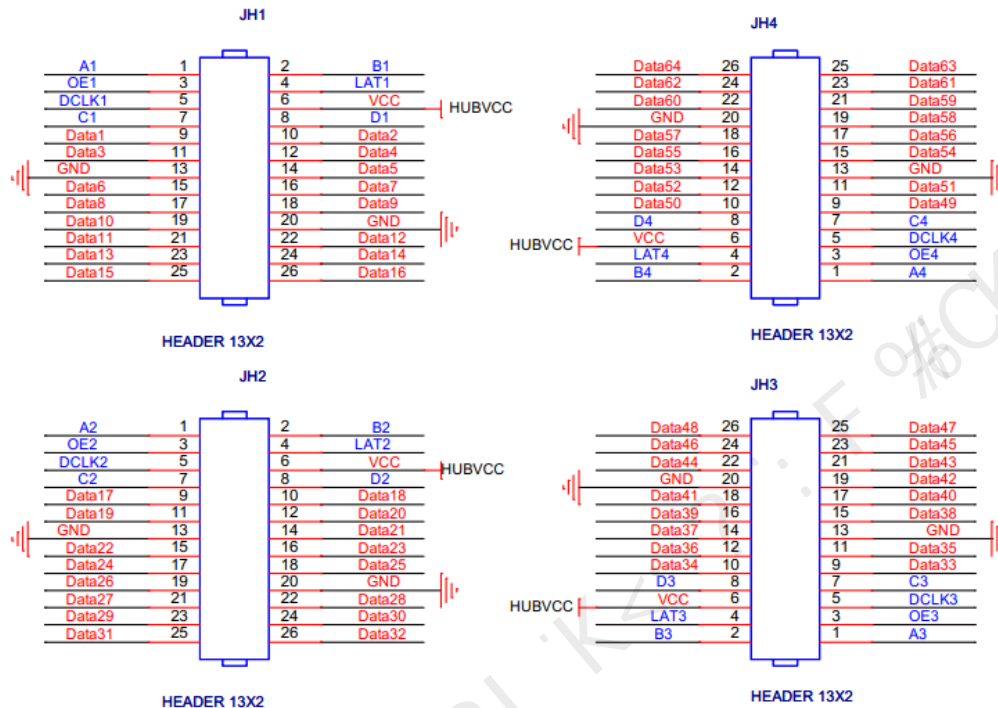 JH1
A1 1 2 B1
OE1 3 4 LAT1
DCLK1 5 6 VCC HUBVCC
C1 7 8 D1
Data1 9 10 Data2
Data3 11 12 Data4
GND 13 14 Data5
Data6 15 16 Data7
Data8 17 18 Data9
Data10 19 20 GND
Data11 21 22 Data12
Data13 23 24 Data14
Data15 25 26 Data16
HEADER 13X2
JH4
Data64 26 25 Data63
Data62 24 23 Data61
Data60 22 21 Data59
GND 20 19 Data58
Data57 18 17 Data56
Data55 16 15 Data54
Data53 14 13 GND
Data52 12 11 Data51
Data50 10 9 Data49
D4 8 7 C4
HUBVCC VCC 6 5 DCLK4
LAT4 4 3 OE4
B4 2 1 A4
HEADER 13X2
JH2
A2 1 2 B2
OE2 3 4 LAT2
DCLK2 5 6 VCC HUBVCC
C2 7 8 D2
Data17 9 10 Data18
Data19 11 12 Data20
GND 13 14 Data21
Data22 15 16 Data23
Data24 17 18 Data25
Data26 19 20 GND
Data27 21 22 Data28
Data29 23 24 Data30
Data31 25 26 Data32
HEADER 13X2
JH3
Data48 26 25 Data47
Data46 24 23 Data45
Data44 22 21 Data43
GND 20 19 Data42
Data41 18 17 Data40
Data39 16 15 Data38
Data37 14 13 GND
Data36 12 11 Data35
Data34 10 9 Data33
D3 8 7 C3
HUBVCC VCC 6 5 DCLK3
LAT3 4 3 OE3
B3 2 1 A3
HEADER 13X2